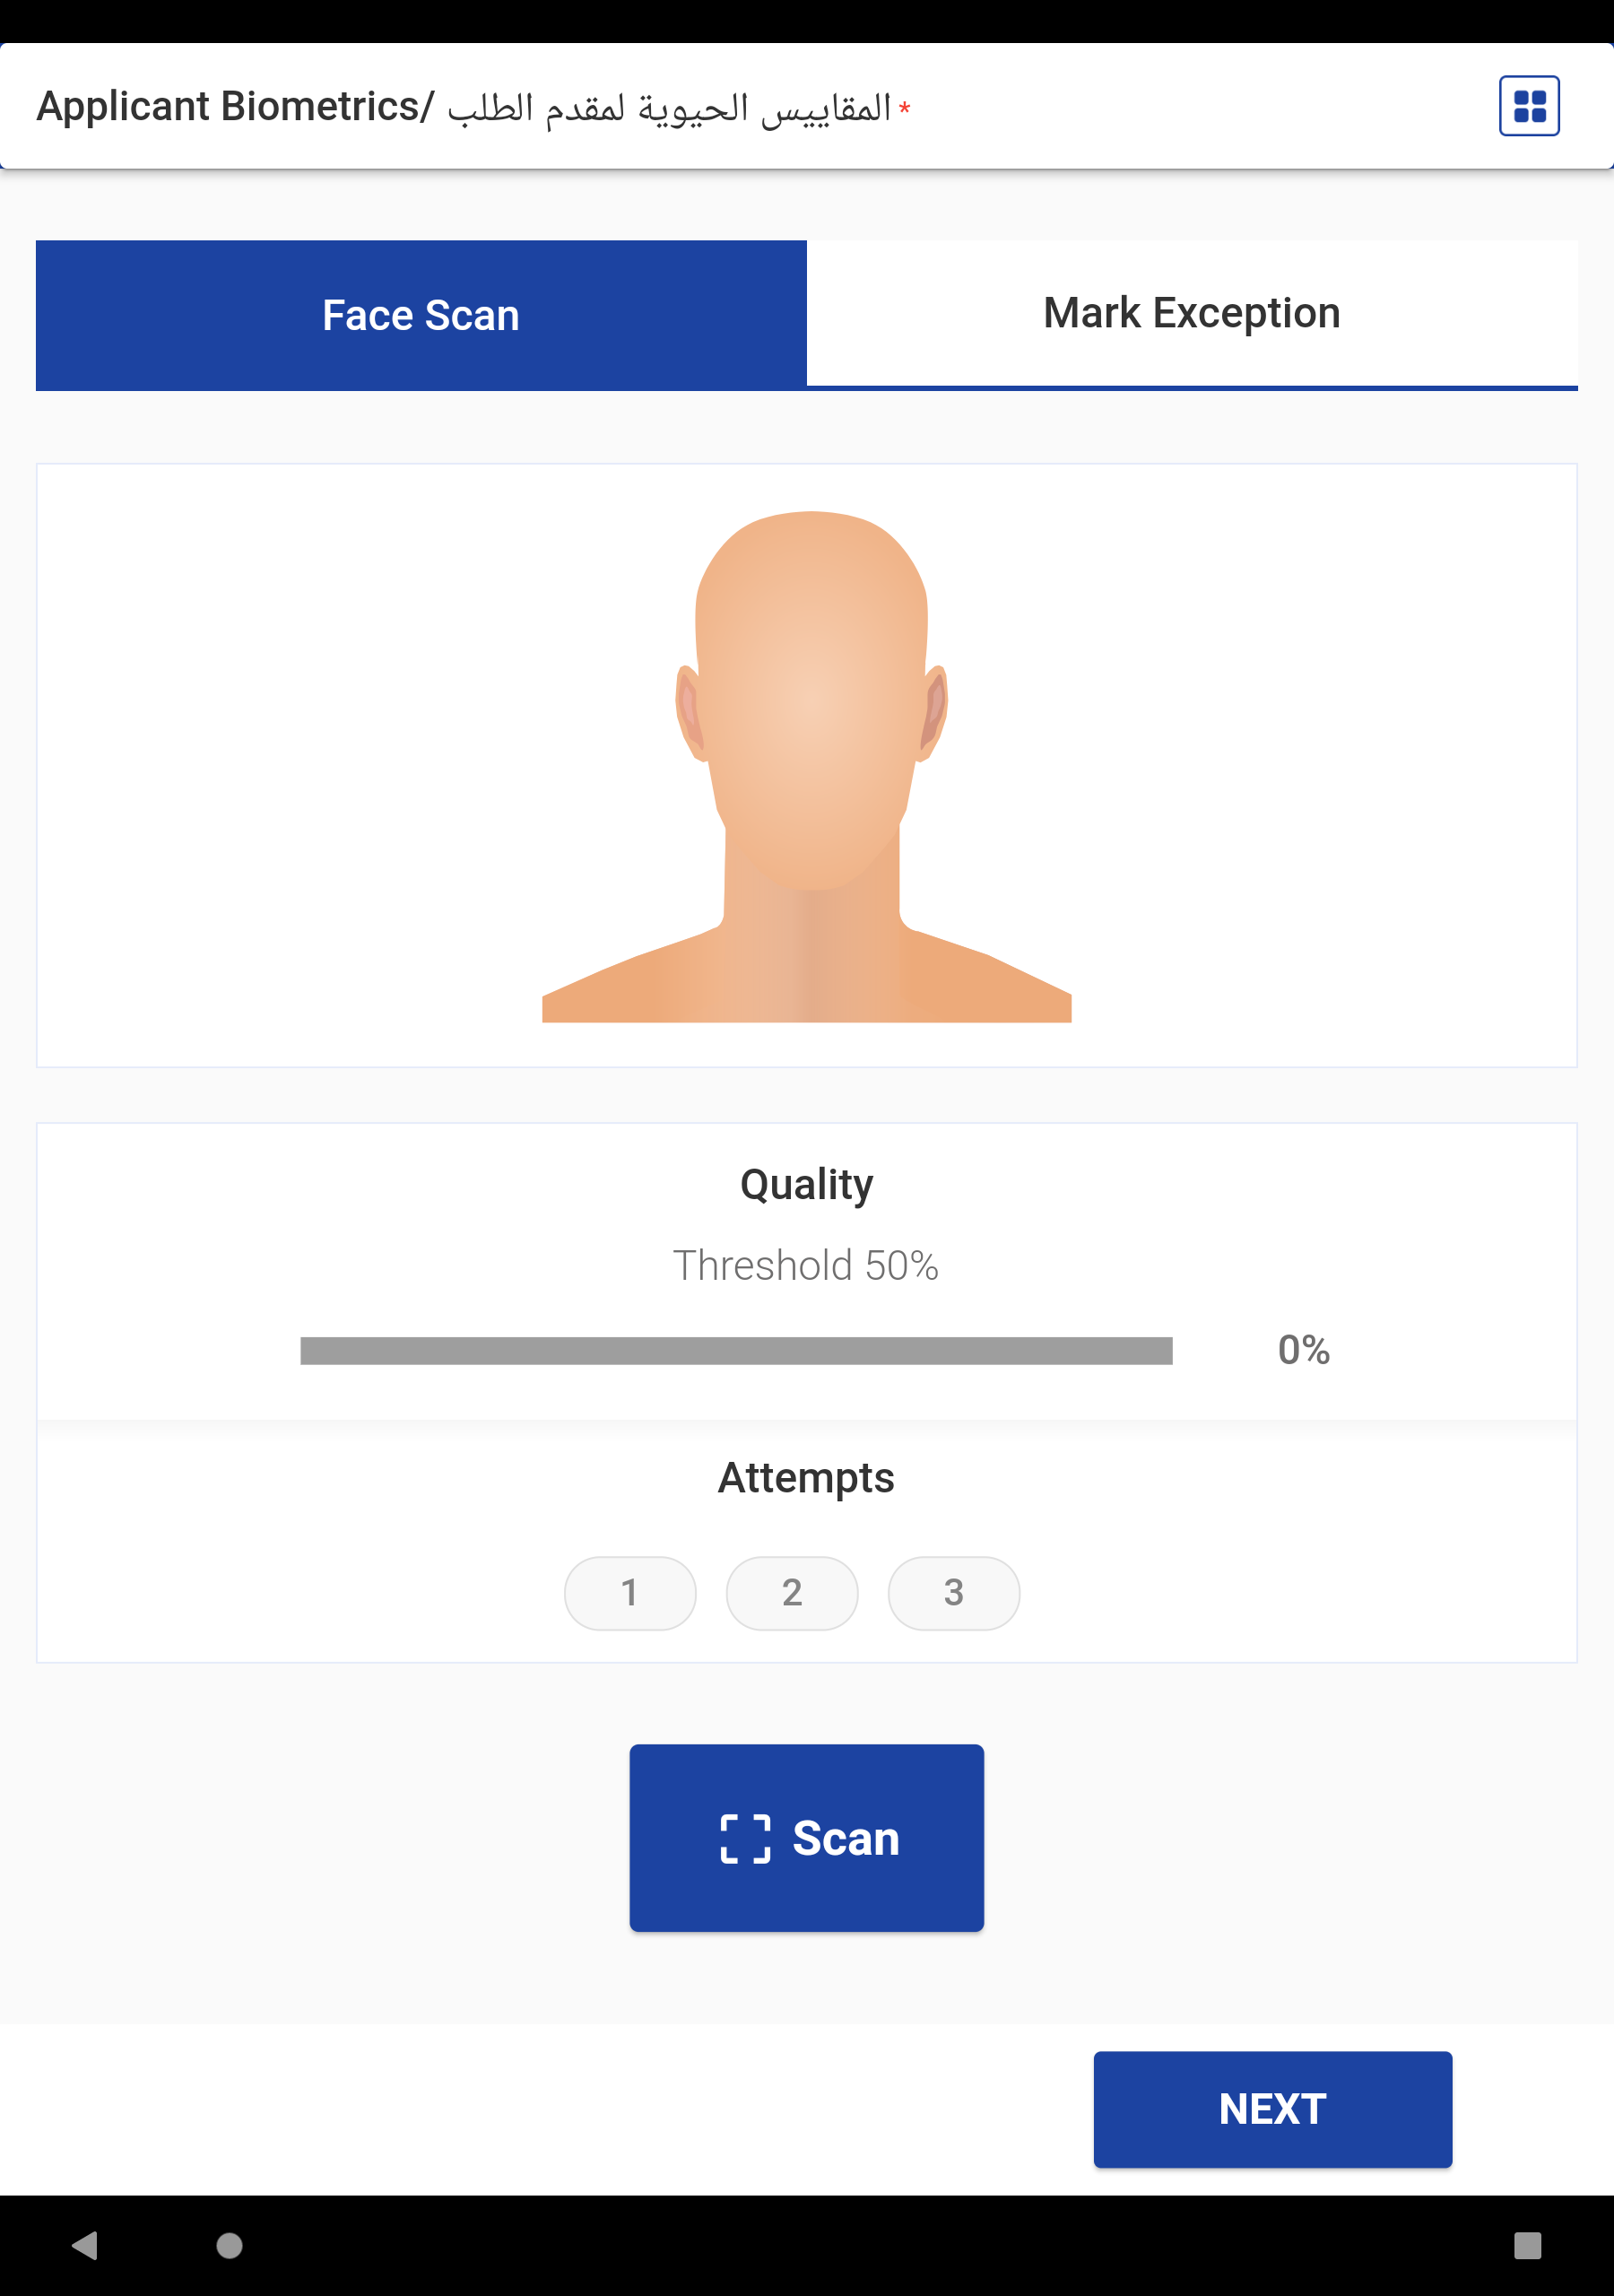 Applicant Biometrics/ المقاييس الحيوية لمقدم الطلب *
Face Scan
Mark Exception
Quality
Threshold 50%
0%
Attempts
1
2
3
Scan
NEXT